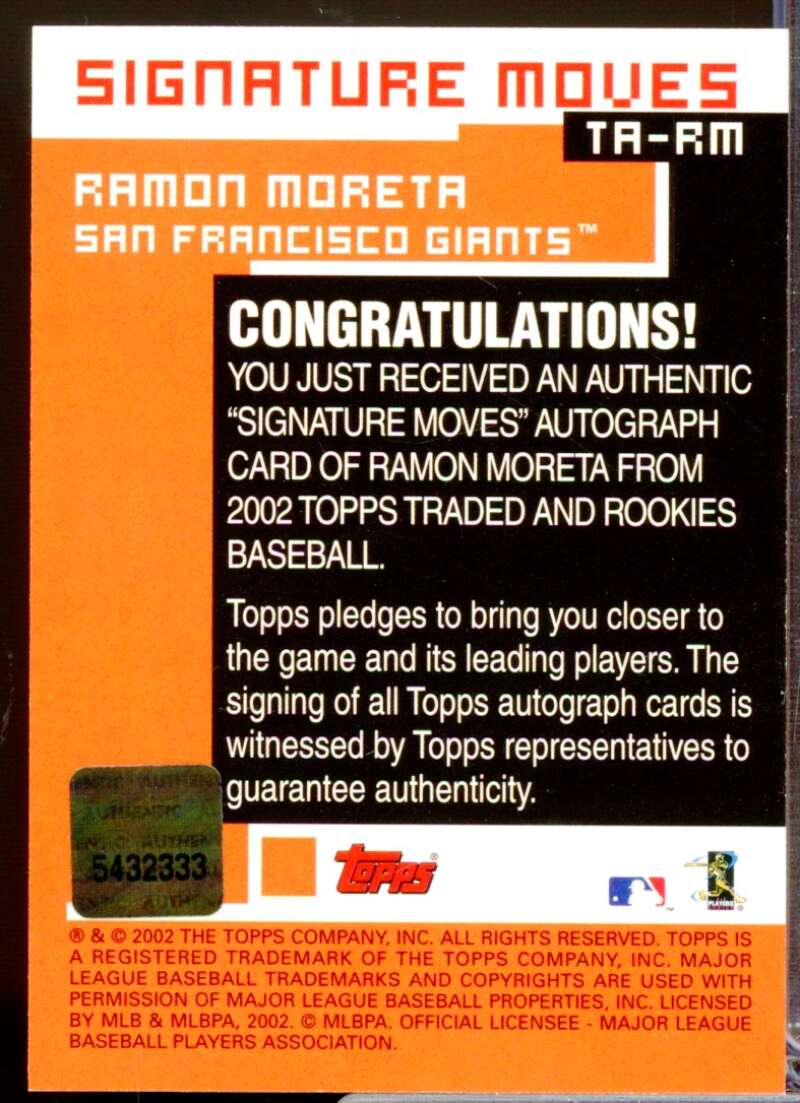 SIGNATURE MOVES
TA-RM
RAMON MORETA
SAN FRANCISCO GIANTS™
CONGRATULATIONS!
YOU JUST RECEIVED AN AUTHENTIC
“SIGNATURE MOVES” AUTOGRAPH
CARD OF RAMON MORETA FROM
2002 TOPPS TRADED AND ROOKIES
BASEBALL.
Topps pledges to bring you closer to
the game and its leading players. The
signing of all Topps autograph cards is
witnessed by Topps representatives to
guarantee authenticity.
AUTHENTIC
5432333
TOPPS®
PLAYERS
® & © 2002 THE TOPPS COMPANY, INC. ALL RIGHTS RESERVED. TOPPS IS
A REGISTERED TRADEMARK OF THE TOPPS COMPANY, INC. MAJOR
LEAGUE BASEBALL TRADEMARKS AND COPYRIGHTS ARE USED WITH
PERMISSION OF MAJOR LEAGUE BASEBALL PROPERTIES, INC. LICENSED
BY MLB & MLBPA, 2002. © MLBPA. OFFICIAL LICENSEE - MAJOR LEAGUE
BASEBALL PLAYERS ASSOCIATION.